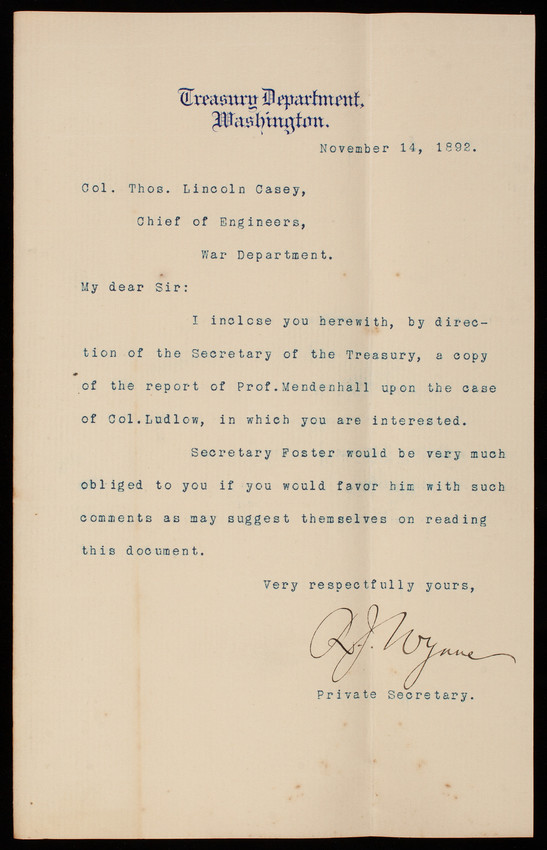 Treasury Department,
Washington.
November 14, 1892.
Col. Thos. Lincoln Casey,
Chief of Engineers,
War Department.
My dear Sir:
I inclose you herewith, by direc-
tion of the Secretary of the Treasury, a copy
of the report of Prof.Mendenhall upon the case
of Col.Ludlow, in which you are interested.
Secretary Foster would be very much
obliged to you if you would favor him with such
comments as may suggest themselves on reading
this document.
Very respectfully yours,
R.J. Wynne
Private Secretary.